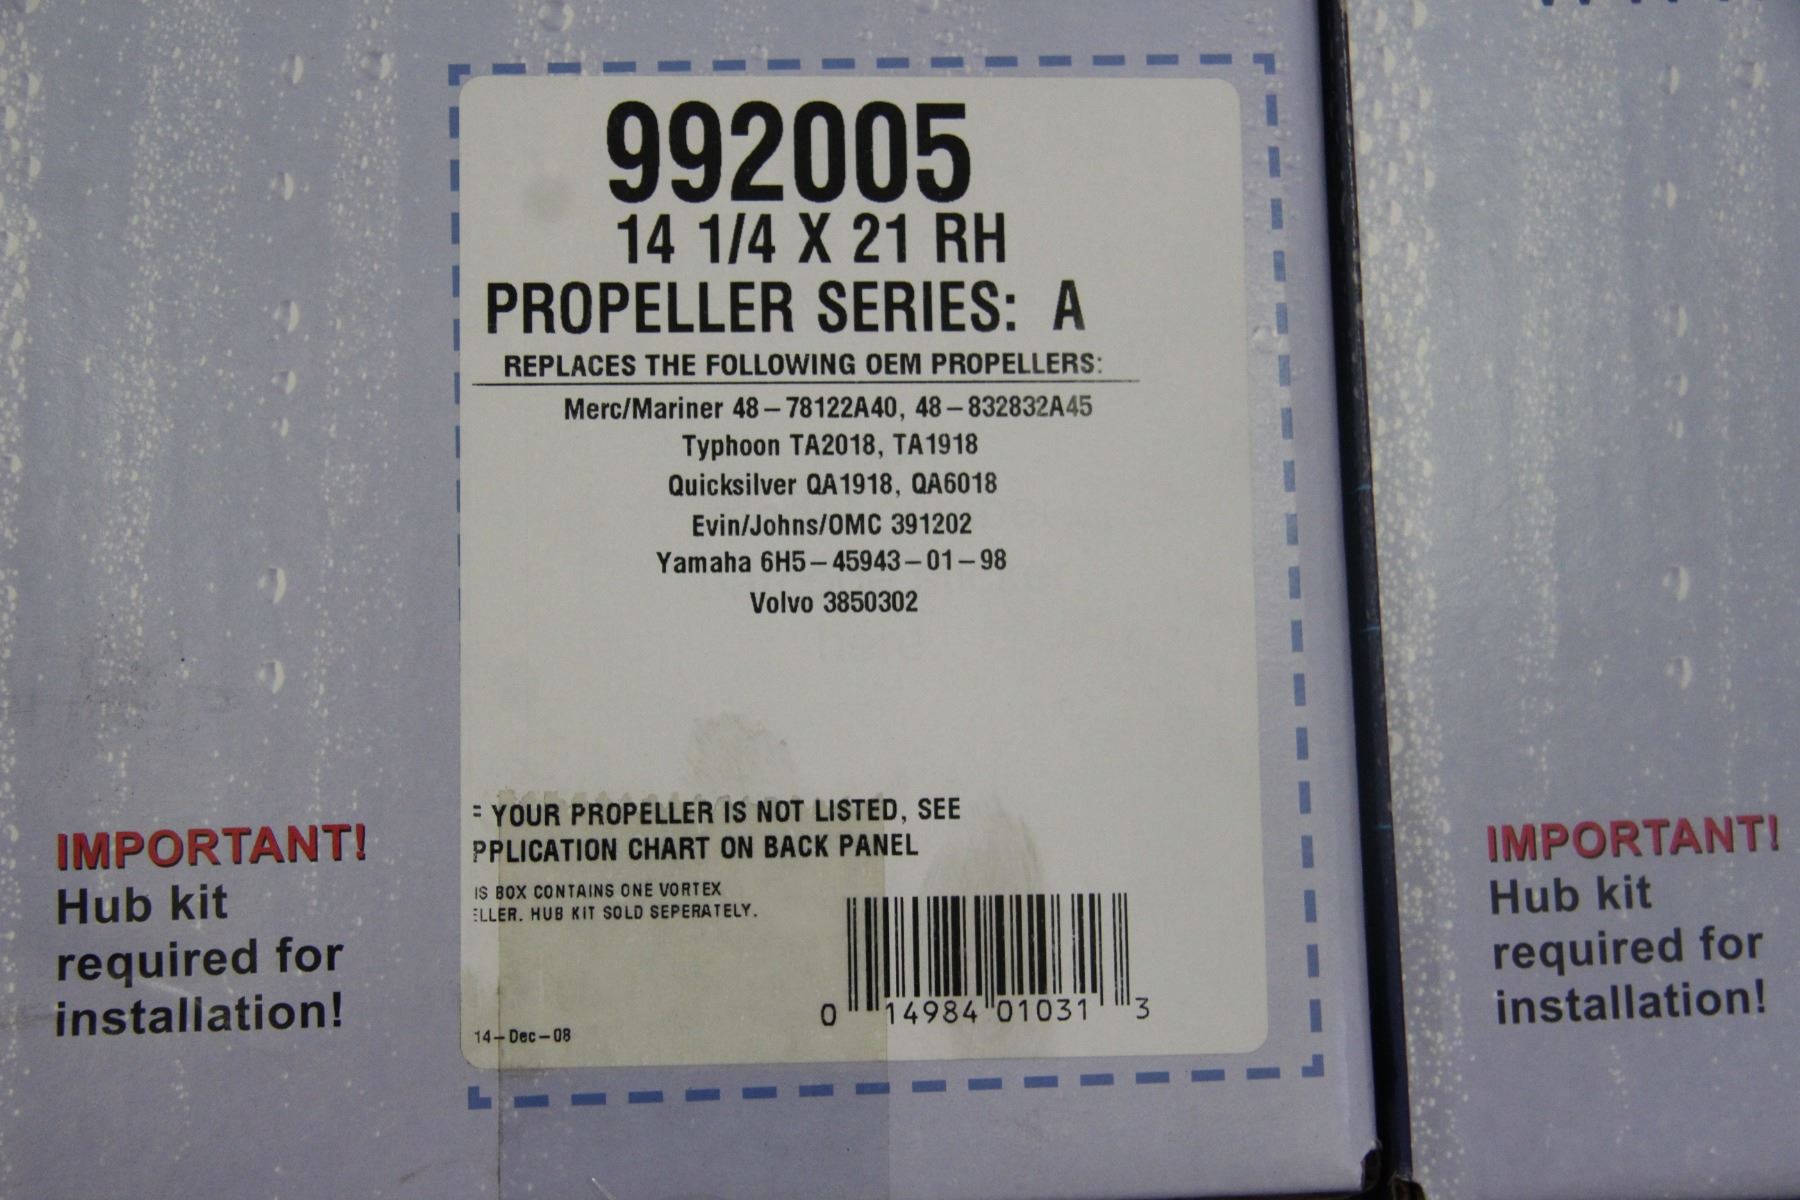 992005
14 1/4 X 21 RH
PROPELLER SERIES: A
REPLACES THE FOLLOWING OEM PROPELLERS:
Merc/Mariner 48-78122A40, 48-832832A45
Typhoon TA2018, TA1918
Quicksilver QA1918, QA6018
Evin/Johns/OMC 391202
Yamaha 6H5-45943-01-98
Volvo 3850302
YOUR PROPELLER IS NOT LISTED, SEE
PPLICATION CHART ON BACK PANEL
IS BOX CONTAINS ONE VORTEX
ELLER. HUB KIT SOLD SEPERATELY.
0 14984 01031 3
14-Dec-08
IMPORTANT!
Hub kit
required for
installation!
IMPORTANT!
Hub kit
required for
installation!